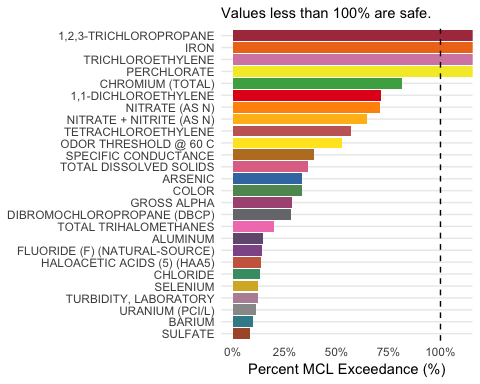 Values less than 100% are safe.
1,2,3-TRICHLOROPROPANE
IRON
TRICHLOROETHYLENE
PERCHLORATE
CHROMIUM (TOTAL)
1,1-DICHLOROETHYLENE
NITRATE (AS N)
NITRATE + NITRITE (AS N)
TETRACHLOROETHYLENE
ODOR THRESHOLD @ 60 C
SPECIFIC CONDUCTANCE
TOTAL DISSOLVED SOLIDS
ARSENIC
COLOR
GROSS ALPHA
DIBROMOCHLOROPROPANE (DBCP)
TOTAL TRIHALOMETHANES
ALUMINUM
FLUORIDE (F) (NATURAL-SOURCE)
HALOACETIC ACIDS (5) (HAA5)
CHLORIDE
SELENIUM
TURBIDITY, LABORATORY
URANIUM (PCI/L)
BARIUM
SULFATE
0% 25% 50% 75% 100%
Percent MCL Exceedance (%)